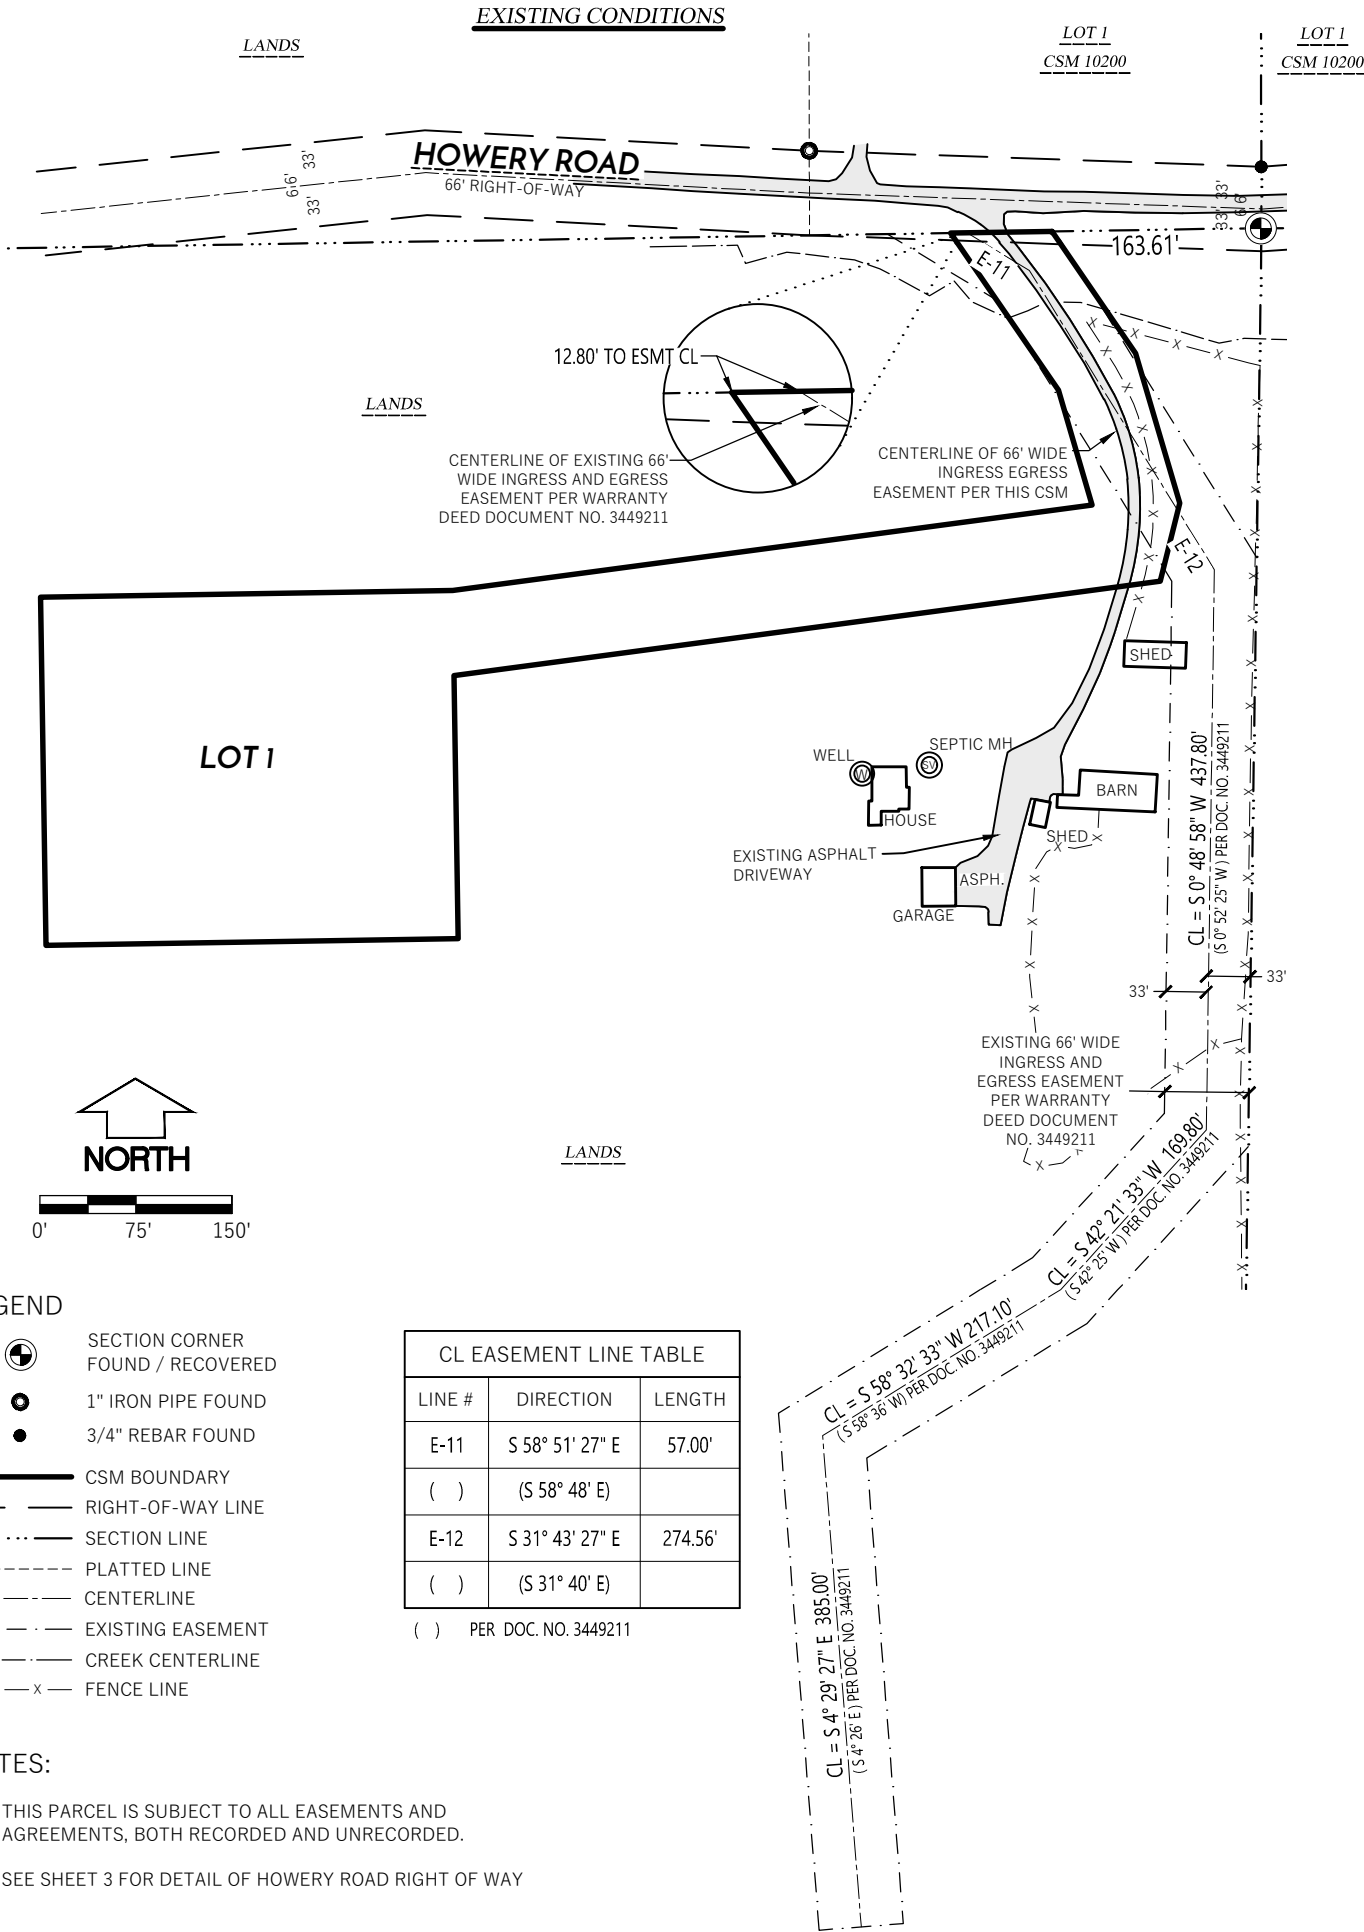 EXISTING CONDITIONS
LANDS
LOT 1
CSM 10200
LOT 1
CSM 10200
HOWERY ROAD
66' RIGHT-OF-WAY
33'
66'
33'
33'
66'
33'
163.61'
E-11
12.80' TO ESMT CL
LANDS
CENTERLINE OF EXISTING 66'
WIDE INGRESS AND EGRESS
EASEMENT PER WARRANTY
DEED DOCUMENT NO. 3449211
CENTERLINE OF 66' WIDE
INGRESS EGRESS
EASEMENT PER THIS CSM
E-12
SHED
LOT 1
WELL
W
SEPTIC MH
SV
HOUSE
BARN
SHED
EXISTING ASPHALT
DRIVEWAY
ASPH.
GARAGE
CL = S 0° 48' 58" W 437.80'
(S 0° 52' 25" W ) PER DOC. NO. 3449211
33'
33'
EXISTING 66' WIDE
INGRESS AND
EGRESS EASEMENT
PER WARRANTY
DEED DOCUMENT
NO. 3449211
NORTH
0' 75' 150'
LANDS
CL = S 42° 21' 33" W 169.80'
( S 42° 25' W ) PER DOC. NO. 3449211
CL = S 58° 32' 33" W 217.10'
( S 58° 36' W) PER DOC. NO. 3449211
CL = S 4° 29' 27" E 385.00'
( S 4° 26' E ) PER DOC. NO. 3449211
GEND
SECTION CORNER
FOUND / RECOVERED
1" IRON PIPE FOUND
3/4" REBAR FOUND
CSM BOUNDARY
RIGHT-OF-WAY LINE
SECTION LINE
PLATTED LINE
CENTERLINE
EXISTING EASEMENT
CREEK CENTERLINE
x FENCE LINE
CL EASEMENT LINE TABLE
LINE # DIRECTION LENGTH
E-11 S 58° 51' 27" E 57.00'
( ) (S 58° 48' E)
E-12 S 31° 43' 27" E 274.56'
( ) (S 31° 40' E)
( ) PER DOC. NO. 3449211
TES:
THIS PARCEL IS SUBJECT TO ALL EASEMENTS AND
AGREEMENTS, BOTH RECORDED AND UNRECORDED.
SEE SHEET 3 FOR DETAIL OF HOWERY ROAD RIGHT OF WAY